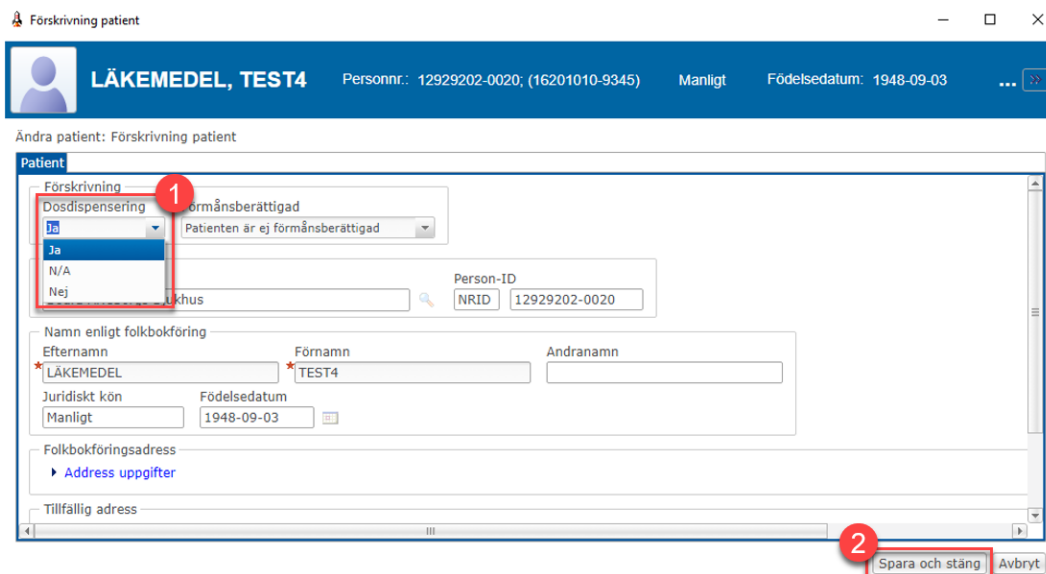 Förskrivning patient
LÄKEMEDEL, TEST4 Personnr.: 12929202-0020; (16201010-9345) Manligt Födelsedatum: 1948-09-03 ...
Ändra patient: Förskrivning patient
Patient
Förskrivning
1
Dosdispensering
Ja
Patienten är ej förmånsberättigad
Ja
N/A
Nej
Person-ID
NRID 12929202-0020
Namn enligt folkbokföring
Efternamn Förnamn Andranamn
* LÄKEMEDEL * TEST4
Juridiskt kön Födelsedatum
Manligt 1948-09-03
Folkbokföringsadress
Address uppgifter
Tillfällig adress
2
Spara och stäng Avbryt